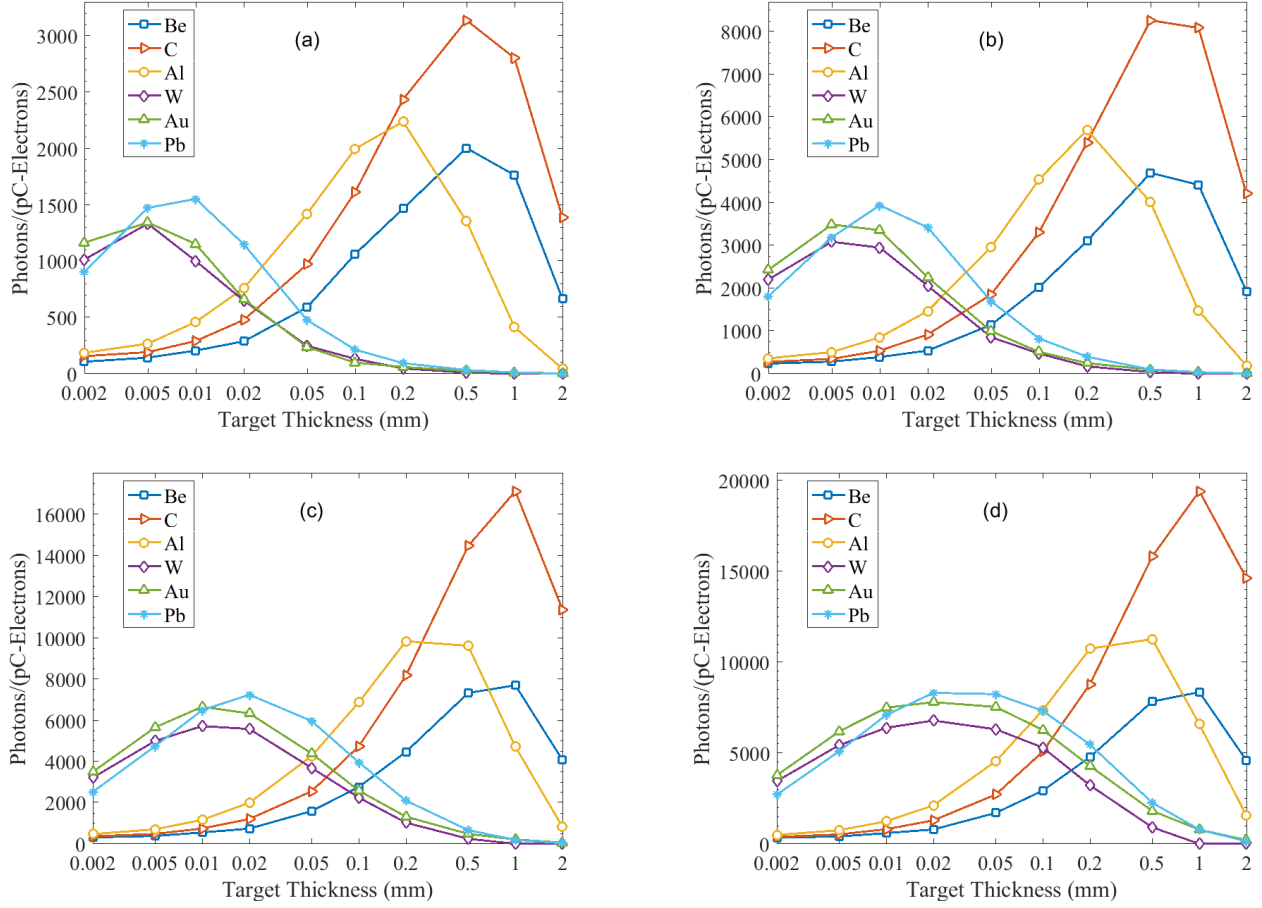 (a)
Be
C
Al
W
Au
Pb
Photons/(pC-Electrons)
3000
2500
2000
1500
1000
500
0
0.002 0.005 0.01 0.02 0.05 0.1 0.2 0.5 1 2
Target Thickness (mm)
(b)
Be
C
Al
W
Au
Pb
Photons/(pC-Electrons)
8000
7000
6000
5000
4000
3000
2000
1000
0
0.002 0.005 0.01 0.02 0.05 0.1 0.2 0.5 1 2
Target Thickness (mm)
(c)
Be
C
Al
W
Au
Pb
Photons/(pC-Electrons)
16000
14000
12000
10000
8000
6000
4000
2000
0
0.002 0.005 0.01 0.02 0.05 0.1 0.2 0.5 1 2
Target Thickness (mm)
(d)
Be
C
Al
W
Au
Pb
Photons/(pC-Electrons)
20000
15000
10000
5000
0
0.002 0.005 0.01 0.02 0.05 0.1 0.2 0.5 1 2
Target Thickness (mm)